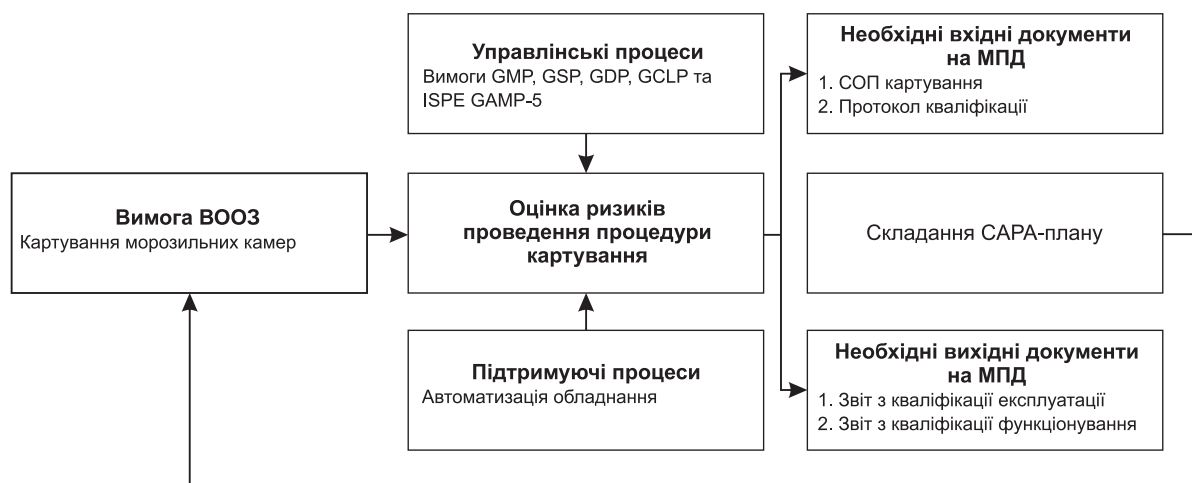 Управлінські процеси
Вимоги GMP, GSP, GDP, GCLP та
ISPE GAMP-5
Необхідні вхідні документи
на МПД
1. СОП картування
2. Протокол кваліфікації
Вимога ВООЗ
Картування морозильних камер
Оцінка ризиків
проведення процедури
картування
Складання САРА-плану
Підтримуючі процеси
Автоматизація обладнання
Необхідні вихідні документи
на МПД
1. Звіт з кваліфікації експлуатації
2. Звіт з кваліфікації функціонування